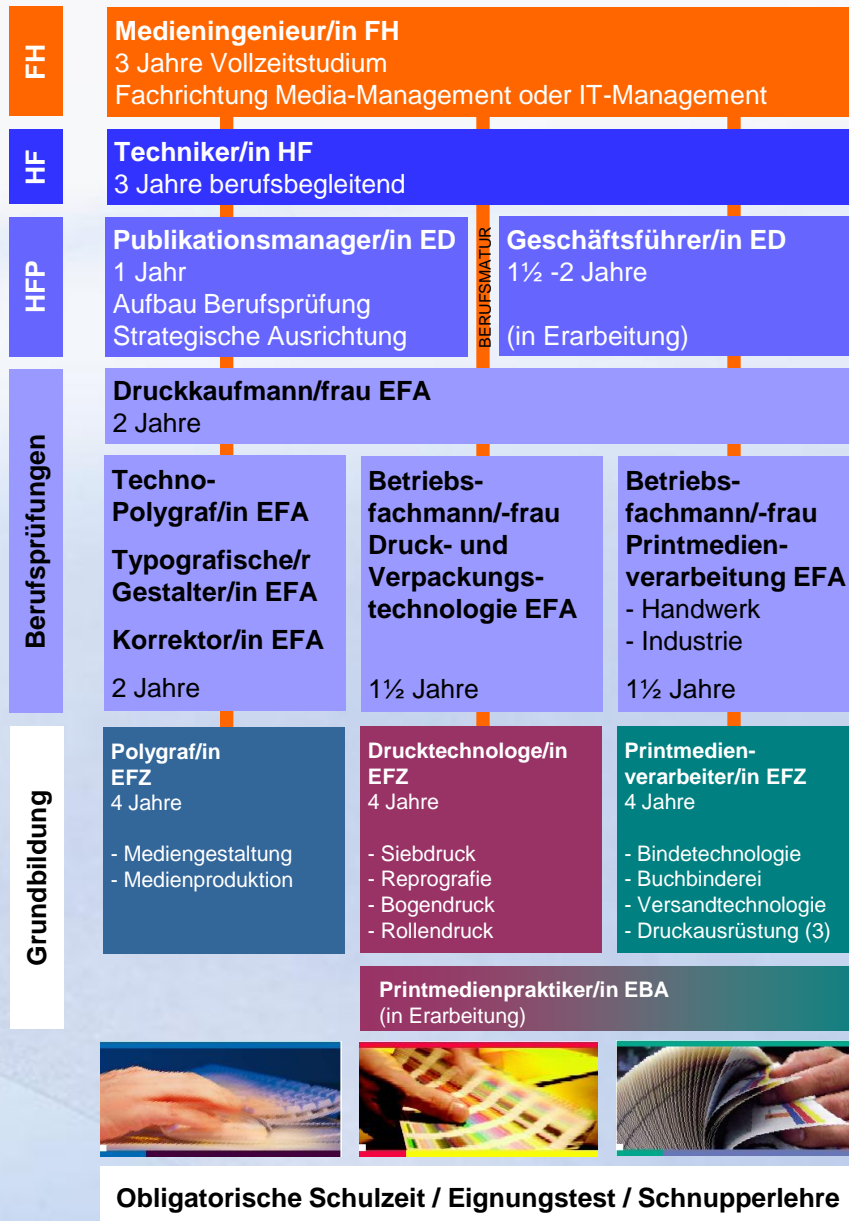 FH
Medieningenieur/in FH
3 Jahre Vollzeitstudium
Fachrichtung Media-Management oder IT-Management
HF
Techniker/in HF
3 Jahre berufsbegleitend
HFP
Publikationsmanager/in ED
1 Jahr
Aufbau Berufsprüfung
Strategische Ausrichtung
BERUFSMATUR
Geschäftsführer/in ED
1½ -2 Jahre
(in Erarbeitung)
Berufsprüfungen
Druckkaufmann/frau EFA
2 Jahre
Techno-
Polygraf/in EFA
Typografische/r
Gestalter/in EFA
Korrektor/in EFA
2 Jahre
Betriebs-
fachmann/-frau
Druck- und
Verpackungs-
technologie EFA
1½ Jahre
Betriebs-
fachmann/-frau
Printmedien-
verarbeitung EFA
- Handwerk
- Industrie
1½ Jahre
Grundbildung
Polygraf/in
EFZ
4 Jahre
- Mediengestaltung
- Medienproduktion
Drucktechnologe/in
EFZ
4 Jahre
- Siebdruck
- Reprografie
- Bogendruck
- Rollendruck
Printmedien-
verarbeiter/in EFZ
4 Jahre
- Bindetechnologie
- Buchbinderei
- Versandtechnologie
- Druckausrüstung (3)
Printmedienpraktiker/in EBA
(in Erarbeitung)
Obligatorische Schulzeit / Eignungstest / Schnupperlehre